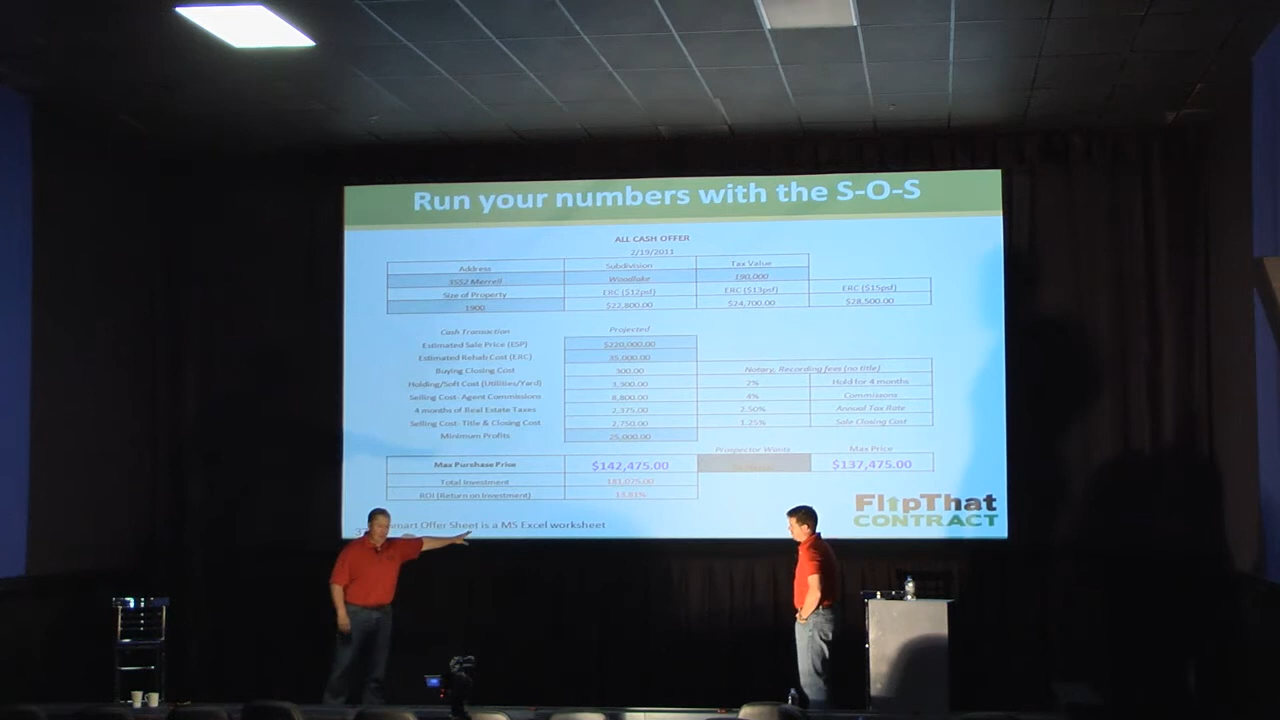 Run your numbers with the S-O-S
ALL CASH OFFER
2/19/2011
Address Subdivision Tax Value
3552 Merrell Woodlake 190,000
Size of Property ERC ($12psf) ERC ($13psf) ERC ($15psf)
1900 $22,800.00 $24,700.00 $28,500.00
Cash Transaction Projected
Estimated Sale Price (ESP) $220,000.00
Estimated Rehab Cost (ERC) 35,000.00
Buying Closing Cost 300.00 Notary, Recording fees (no title)
Holding/Soft Cost (Utilities/Yard) 3,300.00 2% Hold for 4 months
Selling Cost- Agent Commissions 8,800.00 4% Commissons
4 months of Real Estate Taxes 2,375.00 2.50% Annual Tax Rate
Selling Cost- Title & Closing Cost 2,750.00 1.25% Sale Closing Cost
Minimum Profits 25,000.00
Prospector Wants Max Price
Max Purchase Price $142,475.00 $137,475.00
Total Investment 181,075.00
ROI (Return on Investment) 13.81%
mart Offer Sheet is a MS Excel worksheet
FlipThat
CONTRACT